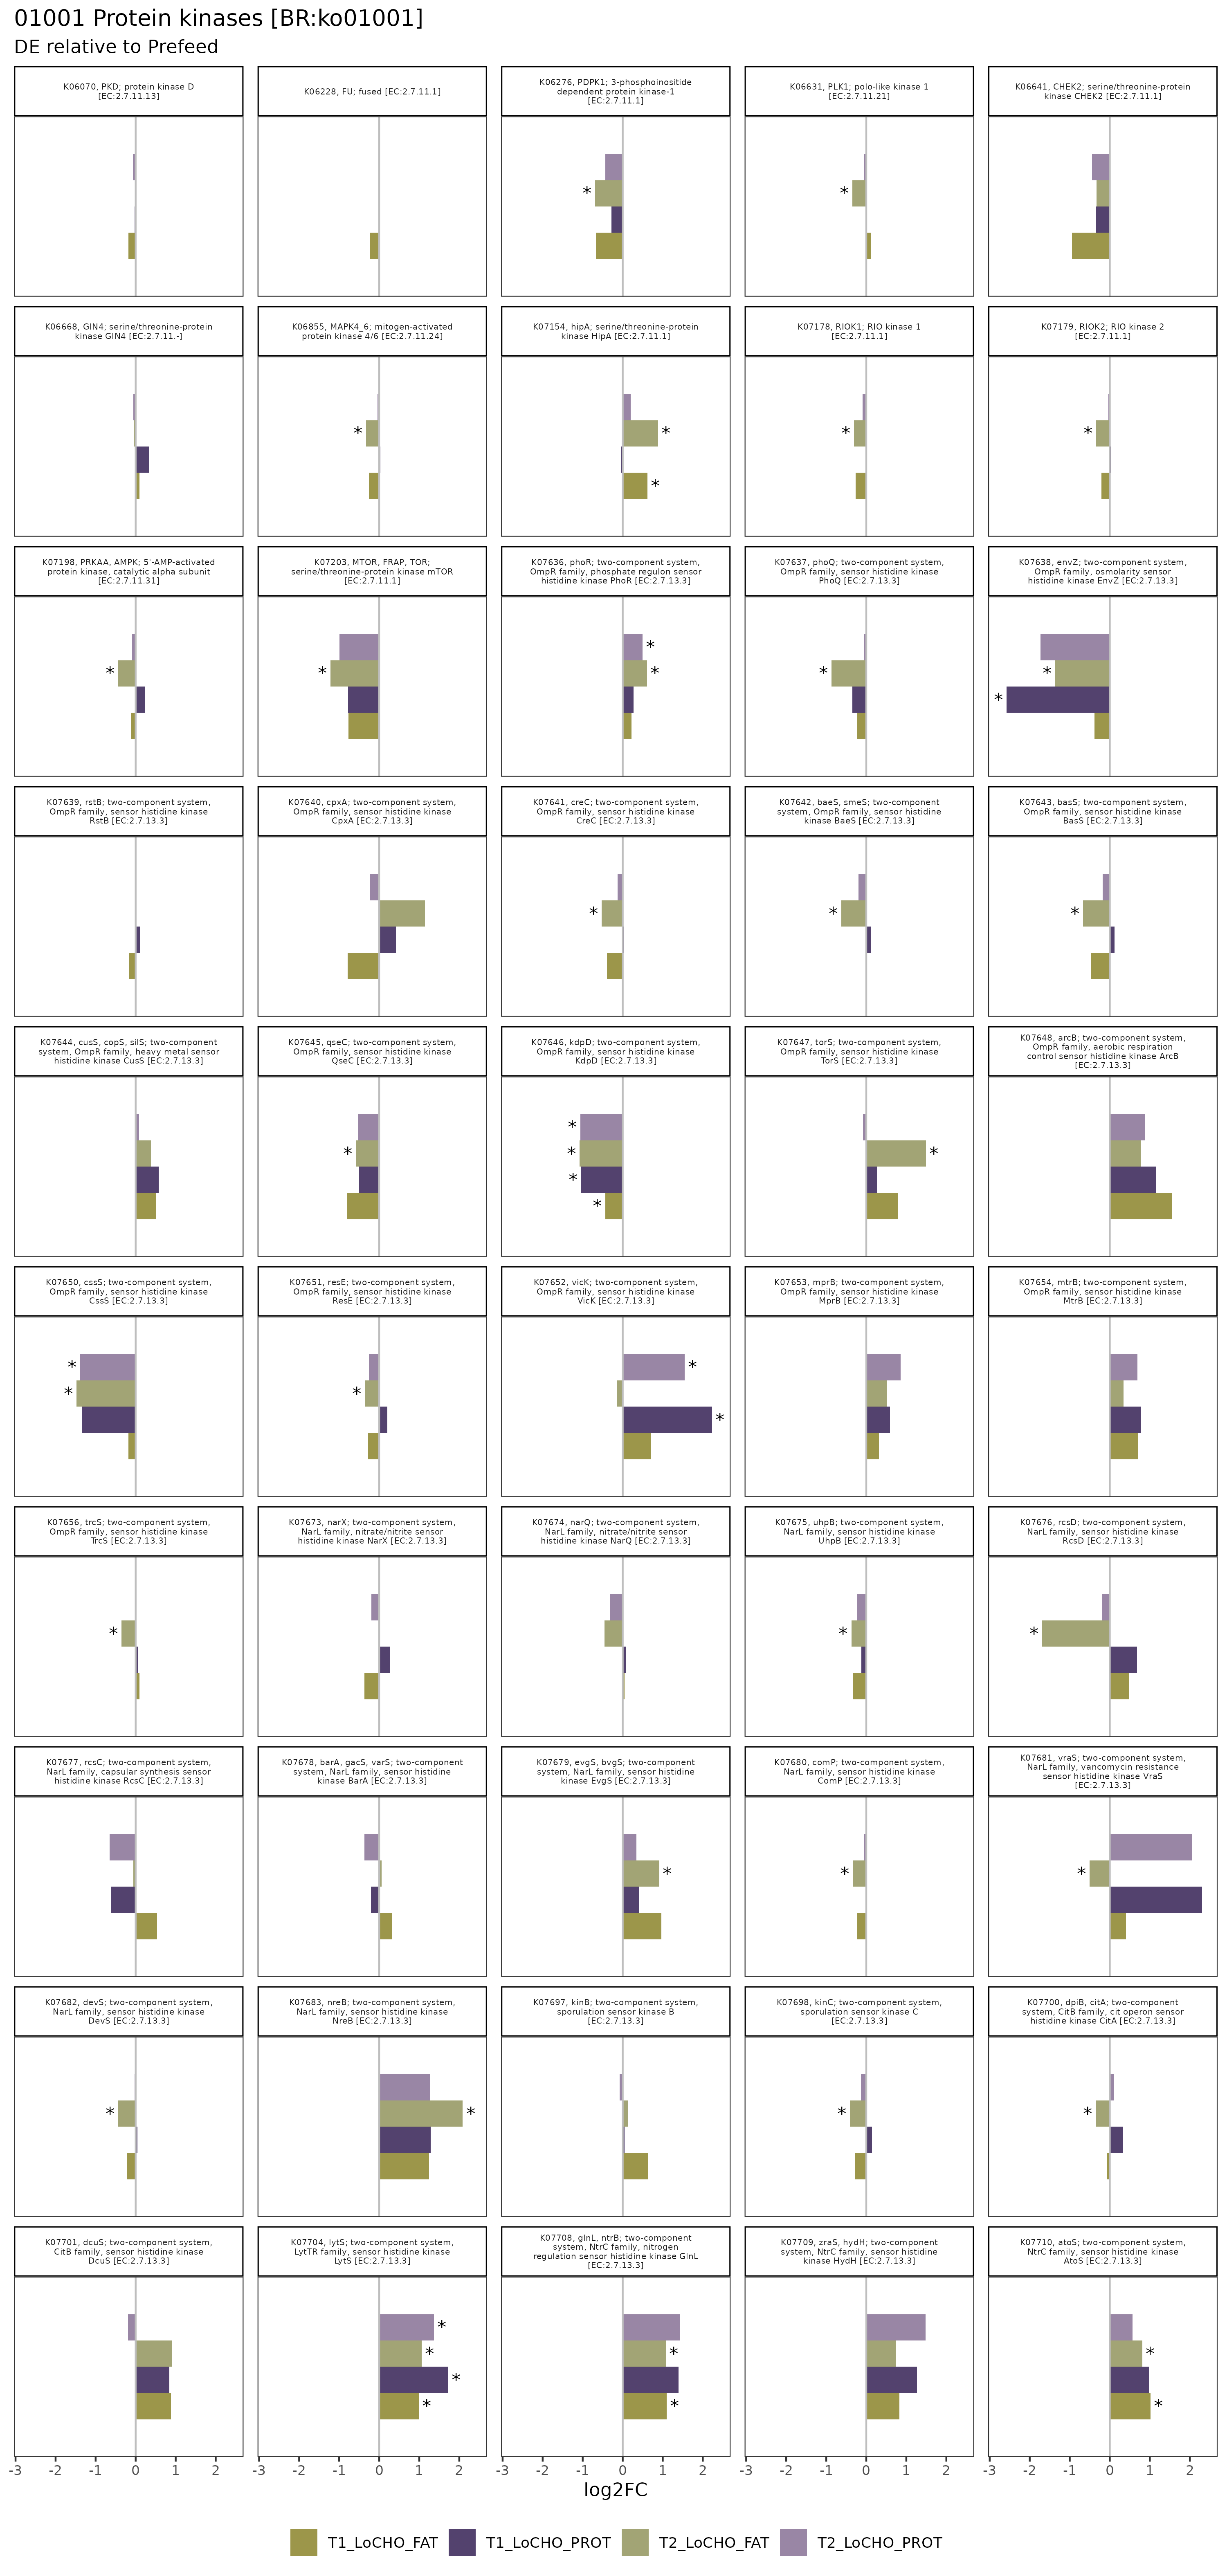 01001 Protein kinases [BR:ko01001]
DE relative to Prefeed
K06070, PKD; protein kinase D
[EC:2.7.11.13]
K06228, FU; fused [EC:2.7.11.1]
K06276, PDPK1; 3-phosphoinositide
dependent protein kinase-1
[EC:2.7.11.1]
K06631, PLK1; polo-like kinase 1
[EC:2.7.11.21]
K06641, CHEK2; serine/threonine-protein
kinase CHEK2 [EC:2.7.11.1]
*
*
K06668, GIN4; serine/threonine-protein
kinase GIN4 [EC:2.7.11.-]
K06855, MAPK4_6; mitogen-activated
protein kinase 4/6 [EC:2.7.11.24]
K07154, hipA; serine/threonine-protein
kinase HipA [EC:2.7.11.1]
K07178, RIOK1; RIO kinase 1
[EC:2.7.11.1]
K07179, RIOK2; RIO kinase 2
[EC:2.7.11.1]
*
*
*
*
*
K07198, PRKAA, AMPK; 5'-AMP-activated
protein kinase, catalytic alpha subunit
[EC:2.7.11.31]
K07203, MTOR, FRAP, TOR;
serine/threonine-protein kinase mTOR
[EC:2.7.11.1]
K07636, phoR; two-component system,
OmpR family, phosphate regulon sensor
histidine kinase PhoR [EC:2.7.13.3]
K07637, phoQ; two-component system,
OmpR family, sensor histidine kinase
PhoQ [EC:2.7.13.3]
K07638, envZ; two-component system,
OmpR family, osmolarity sensor
histidine kinase EnvZ [EC:2.7.13.3]
*
*
*
*
*
*
*
K07639, rstB; two-component system,
OmpR family, sensor histidine kinase
RstB [EC:2.7.13.3]
K07640, cpxA; two-component system,
OmpR family, sensor histidine kinase
CpxA [EC:2.7.13.3]
K07641, creC; two-component system,
OmpR family, sensor histidine kinase
CreC [EC:2.7.13.3]
K07642, baeS, smeS; two-component
system, OmpR family, sensor histidine
kinase BaeS [EC:2.7.13.3]
K07643, basS; two-component system,
OmpR family, sensor histidine kinase
BasS [EC:2.7.13.3]
*
*
*
K07644, cusS, copS, silS; two-component
system, OmpR family, heavy metal sensor
histidine kinase CusS [EC:2.7.13.3]
K07645, qseC; two-component system,
OmpR family, sensor histidine kinase
QseC [EC:2.7.13.3]
K07646, kdpD; two-component system,
OmpR family, sensor histidine kinase
KdpD [EC:2.7.13.3]
K07647, torS; two-component system,
OmpR family, sensor histidine kinase
TorS [EC:2.7.13.3]
K07648, arcB; two-component system,
OmpR family, aerobic respiration
control sensor histidine kinase ArcB
[EC:2.7.13.3]
*
*
*
*
*
*
K07650, cssS; two-component system,
OmpR family, sensor histidine kinase
CssS [EC:2.7.13.3]
K07651, resE; two-component system,
OmpR family, sensor histidine kinase
ResE [EC:2.7.13.3]
K07652, vicK; two-component system,
OmpR family, sensor histidine kinase
VicK [EC:2.7.13.3]
K07653, mprB; two-component system,
OmpR family, sensor histidine kinase
MprB [EC:2.7.13.3]
K07654, mtrB; two-component system,
OmpR family, sensor histidine kinase
MtrB [EC:2.7.13.3]
*
*
*
*
*
K07656, trcS; two-component system,
OmpR family, sensor histidine kinase
TrcS [EC:2.7.13.3]
K07673, narX; two-component system,
NarL family, nitrate/nitrite sensor
histidine kinase NarX [EC:2.7.13.3]
K07674, narQ; two-component system,
NarL family, nitrate/nitrite sensor
histidine kinase NarQ [EC:2.7.13.3]
K07675, uhpB; two-component system,
NarL family, sensor histidine kinase
UhpB [EC:2.7.13.3]
K07676, rcsD; two-component system,
NarL family, sensor histidine kinase
RcsD [EC:2.7.13.3]
*
*
*
K07677, rcsC; two-component system,
NarL family, capsular synthesis sensor
histidine kinase RcsC [EC:2.7.13.3]
K07678, barA, gacS, varS; two-component
system, NarL family, sensor histidine
kinase BarA [EC:2.7.13.3]
K07679, evgS, bvgS; two-component
system, NarL family, sensor histidine
kinase EvgS [EC:2.7.13.3]
K07680, comP; two-component system,
NarL family, sensor histidine kinase
ComP [EC:2.7.13.3]
K07681, vraS; two-component system,
NarL family, vancomycin resistance
sensor histidine kinase VraS
[EC:2.7.13.3]
*
*
*
K07682, devS; two-component system,
NarL family, sensor histidine kinase
DevS [EC:2.7.13.3]
K07683, nreB; two-component system,
NarL family, sensor histidine kinase
NreB [EC:2.7.13.3]
K07697, kinB; two-component system,
sporulation sensor kinase B
[EC:2.7.13.3]
K07698, kinC; two-component system,
sporulation sensor kinase C
[EC:2.7.13.3]
K07700, dpiB, citA; two-component
system, CitB family, cit operon sensor
histidine kinase CitA [EC:2.7.13.3]
*
*
*
*
K07701, dcuS; two-component system,
CitB family, sensor histidine kinase
DcuS [EC:2.7.13.3]
K07704, lytS; two-component system,
LytTR family, sensor histidine kinase
LytS [EC:2.7.13.3]
K07708, glnL, ntrB; two-component
system, NtrC family, nitrogen
regulation sensor histidine kinase GlnL
[EC:2.7.13.3]
K07709, zraS, hydH; two-component
system, NtrC family, sensor histidine
kinase HydH [EC:2.7.13.3]
K07710, atoS; two-component system,
NtrC family, sensor histidine kinase
AtoS [EC:2.7.13.3]
*
*
*
*
*
*
*
*
-3 -2 -1 0 1 2 -3 -2 -1 0 1 2 -3 -2 -1 0 1 2 -3 -2 -1 0 1 2 -3 -2 -1 0 1 2
log2FC
T1_LoCHO_FAT T1_LoCHO_PROT T2_LoCHO_FAT T2_LoCHO_PROT